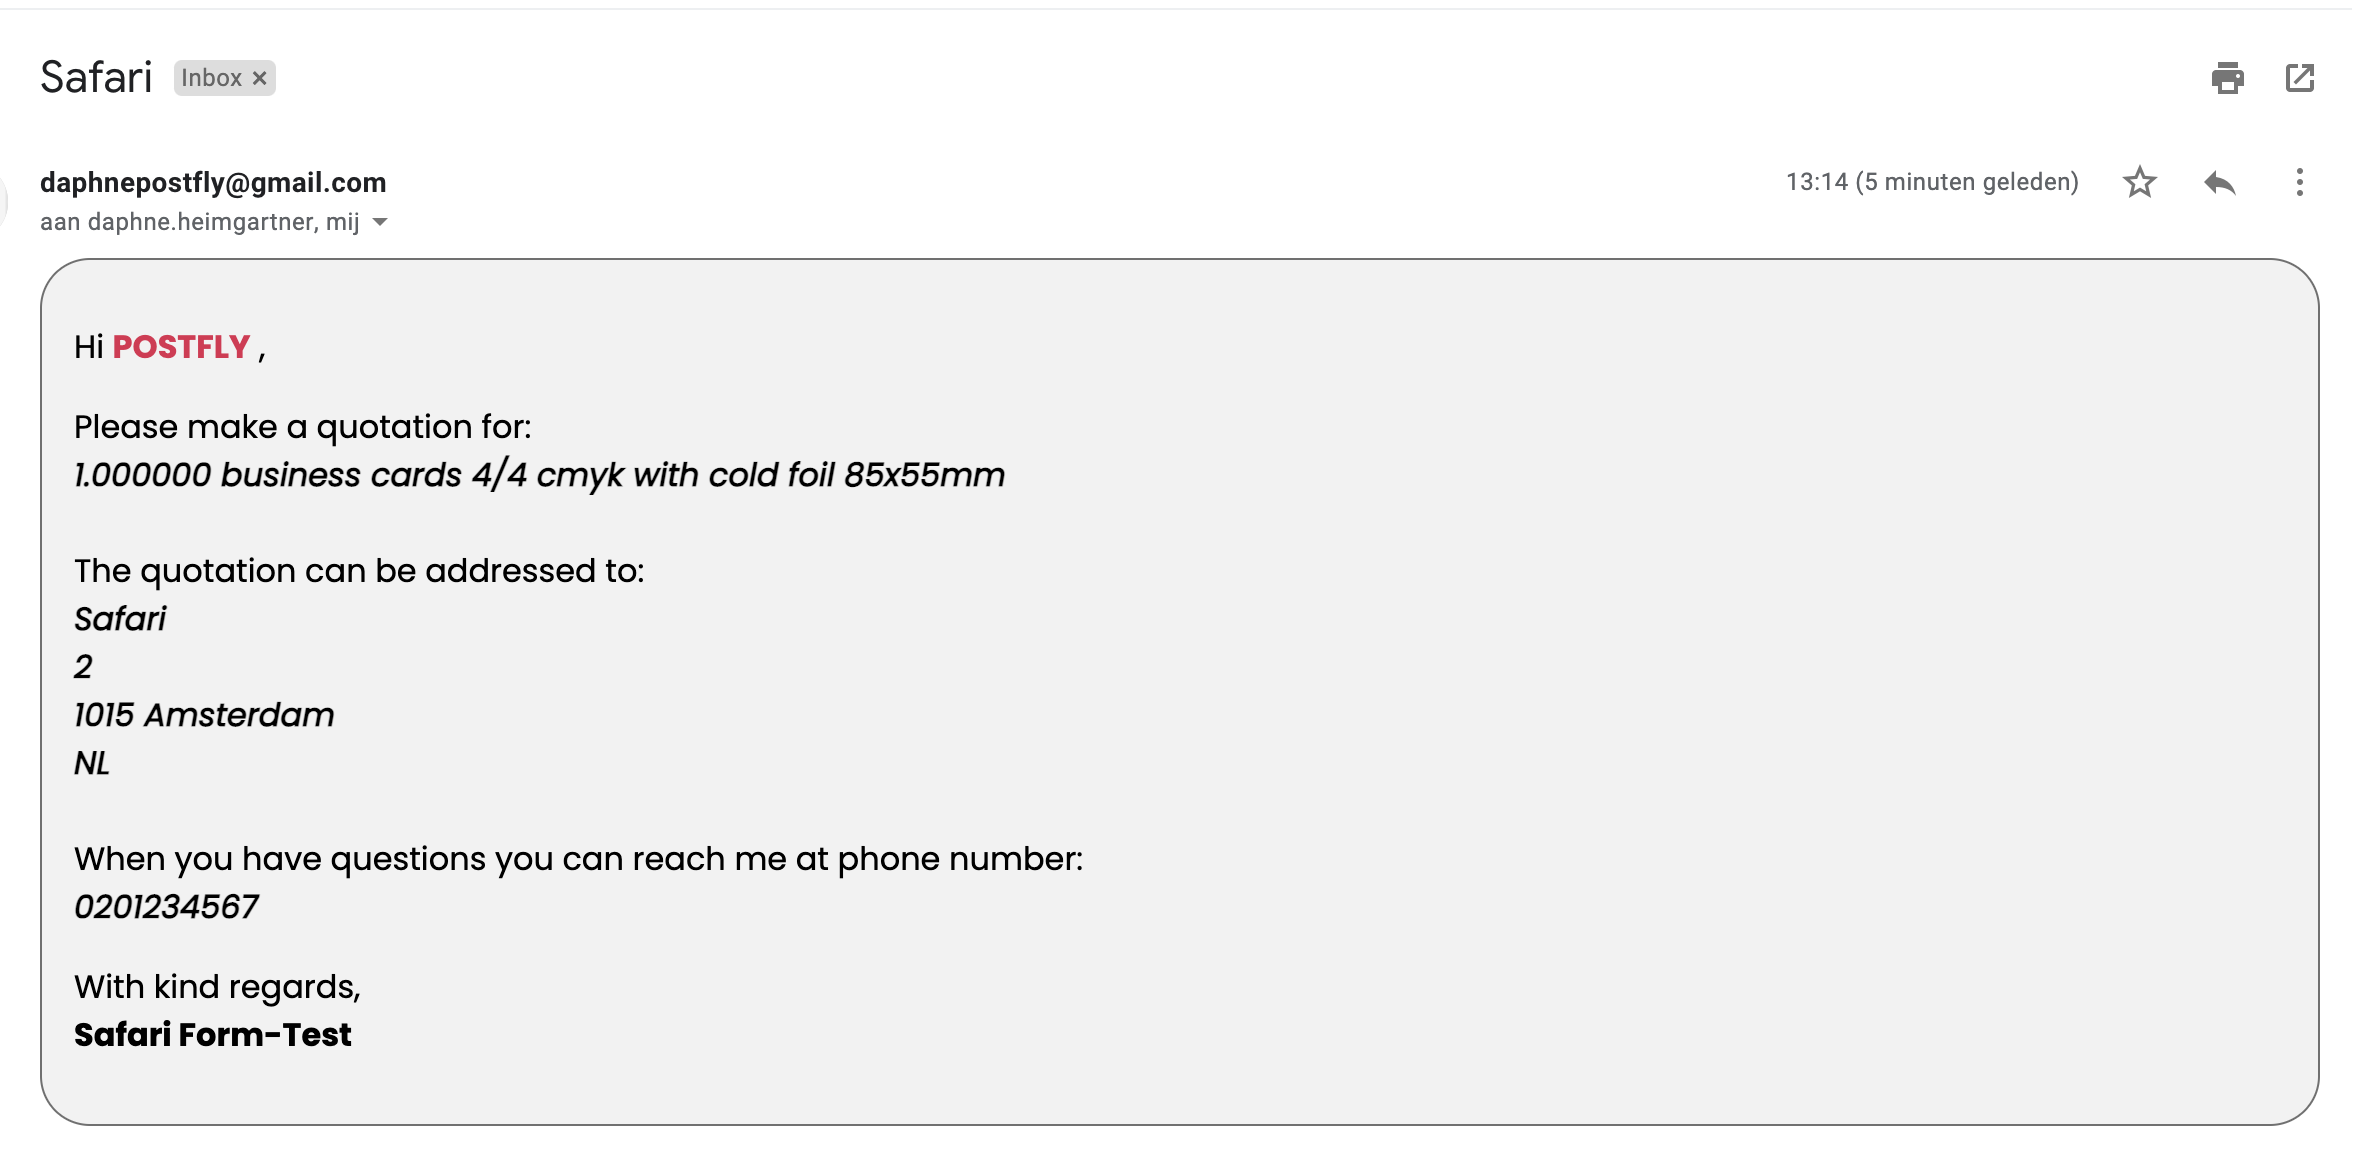 Safari Inbox ×
daphnepostfly@gmail.com 13:14 (5 minuten geleden)
aan daphne.heimgartner, mij
Hi POSTFLY ,
Please make a quotation for:
1.000000 business cards 4/4 cmyk with cold foil 85x55mm
The quotation can be addressed to:
Safari
2
1015 Amsterdam
NL
When you have questions you can reach me at phone number:
0201234567
With kind regards,
Safari Form-Test